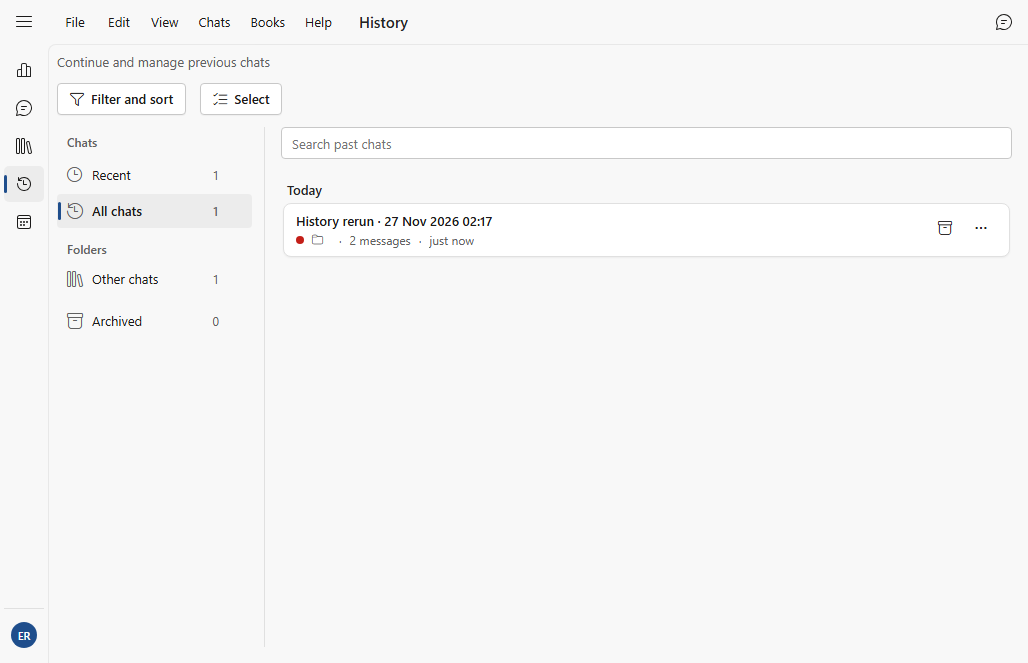 File Edit View Chats Books Help History
Continue and manage previous chats
Filter and sort Select
Chats
Recent 1
All chats 1
Folders
Other chats 1
Archived 0
Search past chats
Today
History rerun · 27 Nov 2026 02:17
· 2 messages · just now
ER